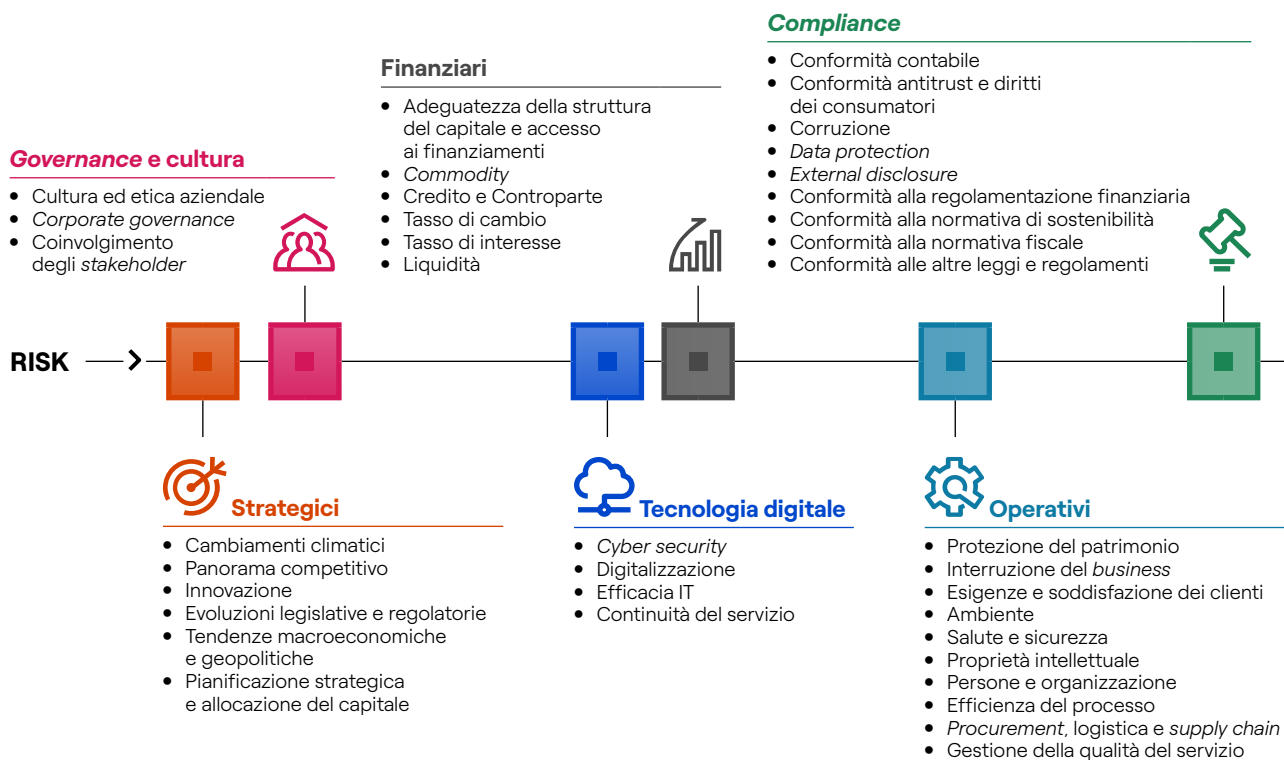 Compliance
• Conformità contabile
• Conformità antitrust e diritti
dei consumatori
• Corruzione
• Data protection
• External disclosure
• Conformità alla regolamentazione finanziaria
• Conformità alla normativa di sostenibilità
• Conformità alla normativa fiscale
• Conformità alle altre leggi e regolamenti
Finanziari
• Adeguatezza della struttura
del capitale e accesso
ai finanziamenti
• Commodity
• Credito e Controparte
• Tasso di cambio
• Tasso di interesse
• Liquidità
Governance e cultura
• Cultura ed etica aziendale
• Corporate governance
• Coinvolgimento
degli stakeholder
RISK
Strategici
• Cambiamenti climatici
• Panorama competitivo
• Innovazione
• Evoluzioni legislative e regolatorie
• Tendenze macroeconomiche
e geopolitiche
• Pianificazione strategica
e allocazione del capitale
Tecnologia digitale
• Cyber security
• Digitalizzazione
• Efficacia IT
• Continuità del servizio
Operativi
• Protezione del patrimonio
• Interruzione del business
• Esigenze e soddisfazione dei clienti
• Ambiente
• Salute e sicurezza
• Proprietà intellettuale
• Persone e organizzazione
• Efficienza del processo
• Procurement, logistica e supply chain
• Gestione della qualità del servizio